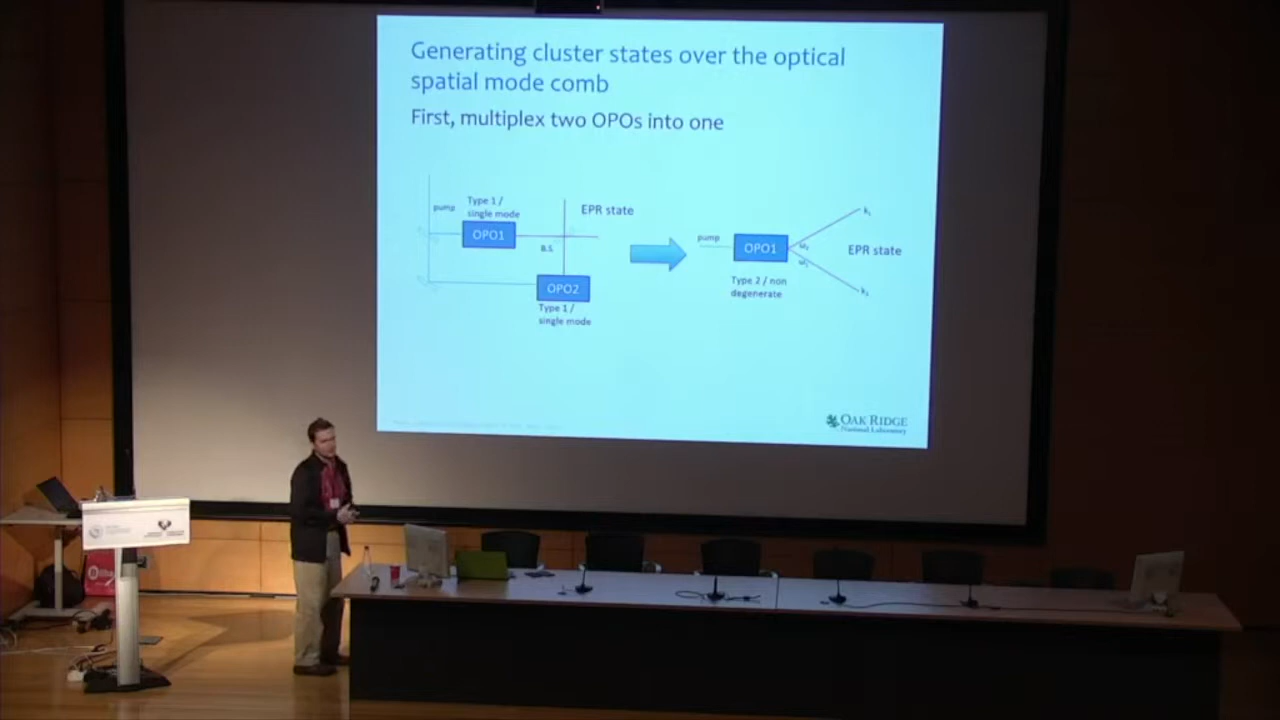 Generating cluster states over the optical
spatial mode comb
First, multiplex two OPOs into one
pump
Type 1 /
single mode
OPO1
B.S.
EPR state
OPO2
Type 1 /
single mode
pump
OPO1
Type 2 / non
degenerate
EPR state
OAK RIDGE
National Laboratory